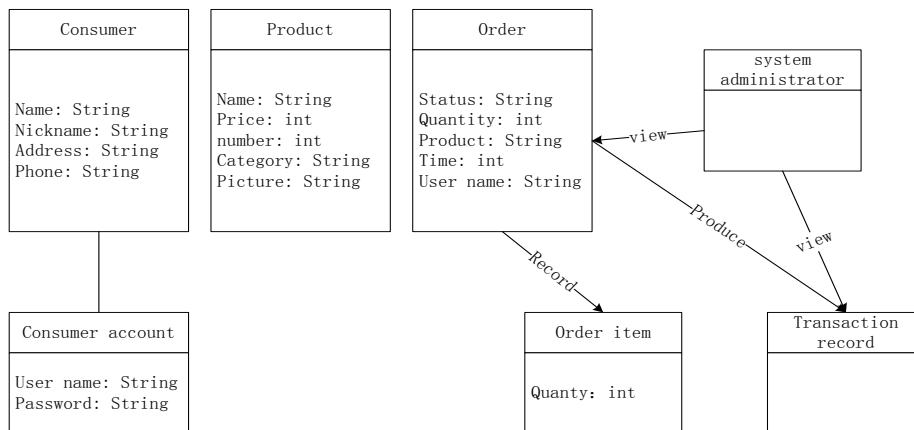 Consumer
Name: String
Nickname: String
Address: String
Phone: String
Product
Name: String
Price: int
number: int
Category: String
Picture: String
Order
Status: String
Quantity: int
Product: String
Time: int
User name: String
system
administrator
view
Produce
view
Record
Consumer account
User name: String
Password: String
Order item
Quanty: int
Transaction
record